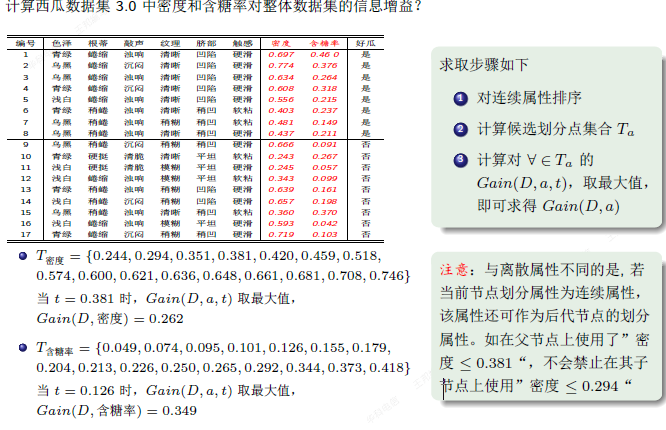 计算西瓜数据集 3.0 中密度和含糖率对整体数据集的信息增益?
编号 色泽 根蒂 敲声 纹理 脐部 触感 密度 含糖率 好瓜
1 青绿 蜷缩 浊响 清晰 凹陷 硬滑 0.697 0.46 0 是
2 乌黑 蜷缩 沉闷 清晰 凹陷 硬滑 0.774 0.376 是
3 乌黑 蜷缩 浊响 清晰 凹陷 硬滑 0.634 0.264 是
4 青绿 蜷缩 沉闷 清晰 凹陷 硬滑 0.608 0.318 是
5 浅白 蜷缩 浊响 清晰 凹陷 硬滑 0.556 0.215 是
6 青绿 稍蜷 浊响 清晰 稍凹 软粘 0.403 0.237 是
7 乌黑 稍蜷 浊响 稍糊 稍凹 软粘 0.481 0.149 是
8 乌黑 稍蜷 浊响 清晰 稍凹 硬滑 0.437 0.211 是
9 乌黑 稍蜷 沉闷 稍糊 稍凹 硬滑 0.666 0.091 否
10 青绿 硬挺 清脆 清晰 平坦 软粘 0.243 0.267 否
11 浅白 硬挺 清脆 模糊 平坦 硬滑 0.245 0.057 否
12 浅白 蜷缩 浊响 模糊 平坦 软粘 0.343 0.099 否
13 青绿 稍蜷 浊响 稍糊 凹陷 硬滑 0.639 0.161 否
14 浅白 稍蜷 沉闷 稍糊 凹陷 硬滑 0.657 0.198 否
15 乌黑 稍蜷 浊响 清晰 稍凹 软粘 0.360 0.370 否
16 浅白 蜷缩 浊响 模糊 平坦 硬滑 0.593 0.042 否
17 青绿 蜷缩 沉闷 稍糊 稍凹 硬滑 0.719 0.103 否
T密度 = {0.244, 0.294, 0.351, 0.381, 0.420, 0.459, 0.518,
0.574, 0.600, 0.621, 0.636, 0.648, 0.661, 0.681, 0.708, 0.746}
当 t = 0.381 时, Gain(D, a, t) 取最大值,
Gain(D, 密度) = 0.262
T含糖率 = {0.049, 0.074, 0.095, 0.101, 0.126, 0.155, 0.179,
0.204, 0.213, 0.226, 0.250, 0.265, 0.292, 0.344, 0.373, 0.418}
当 t = 0.126 时, Gain(D, a, t) 取最大值,
Gain(D, 含糖率) = 0.349
求取步骤如下
1 对连续属性排序
2 计算候选划分点集合 Ta
3 计算对 ∀ ∈ Ta 的
Gain(D, a, t), 取最大值,
即可求得 Gain(D, a)
注意: 与离散属性不同的是, 若
当前节点划分属性为连续属性,
该属性还可作为后代节点的划分
属性。如在父节点上使用了” 密
度 ≤ 0.381 “, 不会禁止在其子
节点上使用” 密度 ≤ 0.294 “